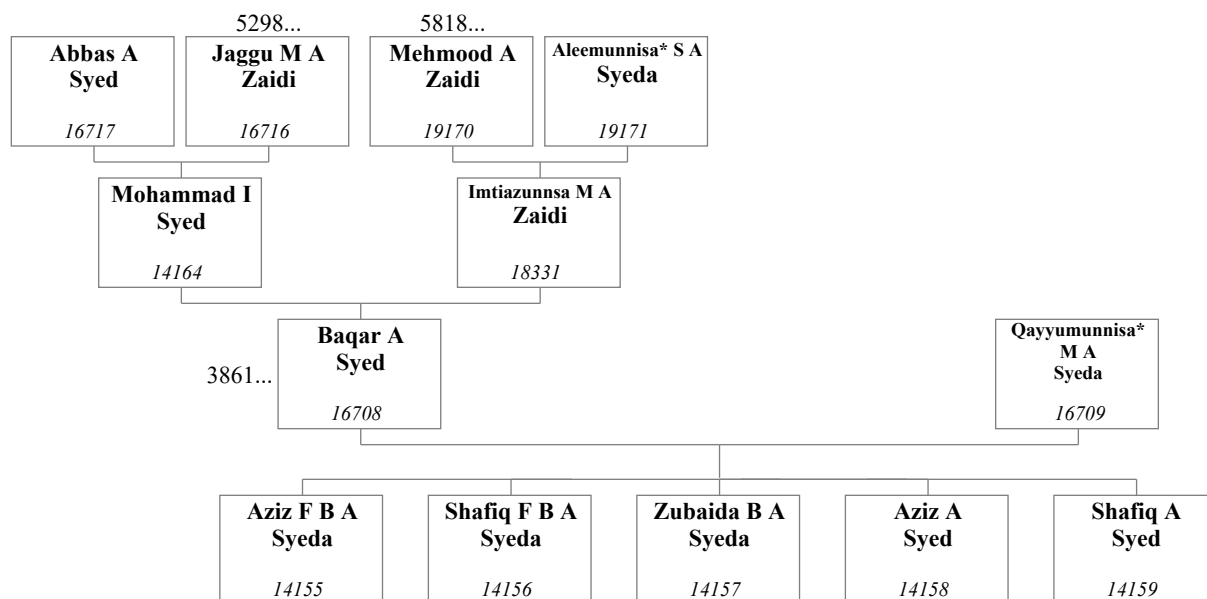 5298...
5818...
Abbas A
Syed
16717
Jaggu M A
Zaidi
16716
Mehmood A
Zaidi
19170
Aleemunnisa* S A
Syeda
19171
Mohammad I
Syed
14164
Imtiazunnsa M A
Zaidi
18331
3861...
Baqar A
Syed
16708
Qayyumunnisa*
M A
Syeda
16709
Aziz F B A
Syeda
14155
Shafiq F B A
Syeda
14156
Zubaida B A
Syeda
14157
Aziz A
Syed
14158
Shafiq A
Syed
14159